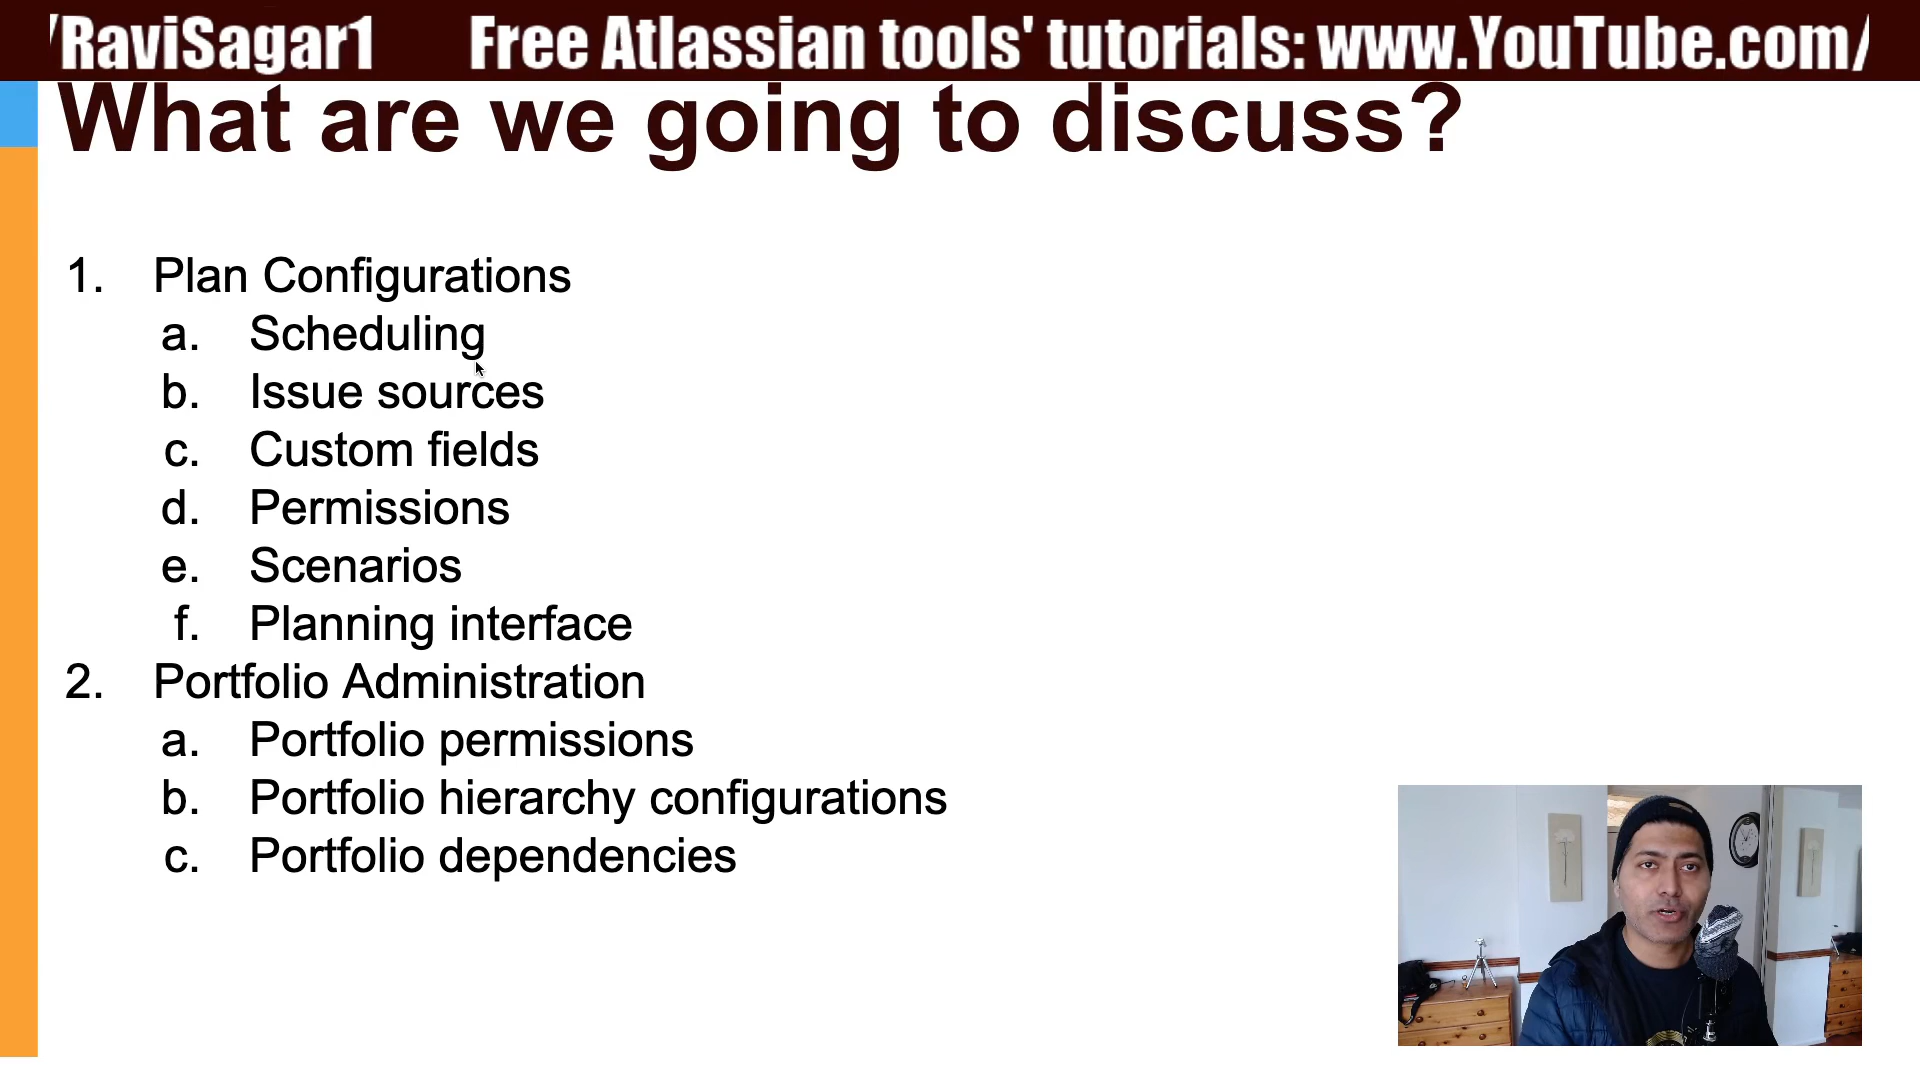 /RaviSagar1 Free Atlassian tools' tutorials: www.YouTube.com/
What are we going to discuss?
1. Plan Configurations
a. Scheduling
b. Issue sources
c. Custom fields
d. Permissions
e. Scenarios
f. Planning interface
2. Portfolio Administration
a. Portfolio permissions
b. Portfolio hierarchy configurations
c. Portfolio dependencies